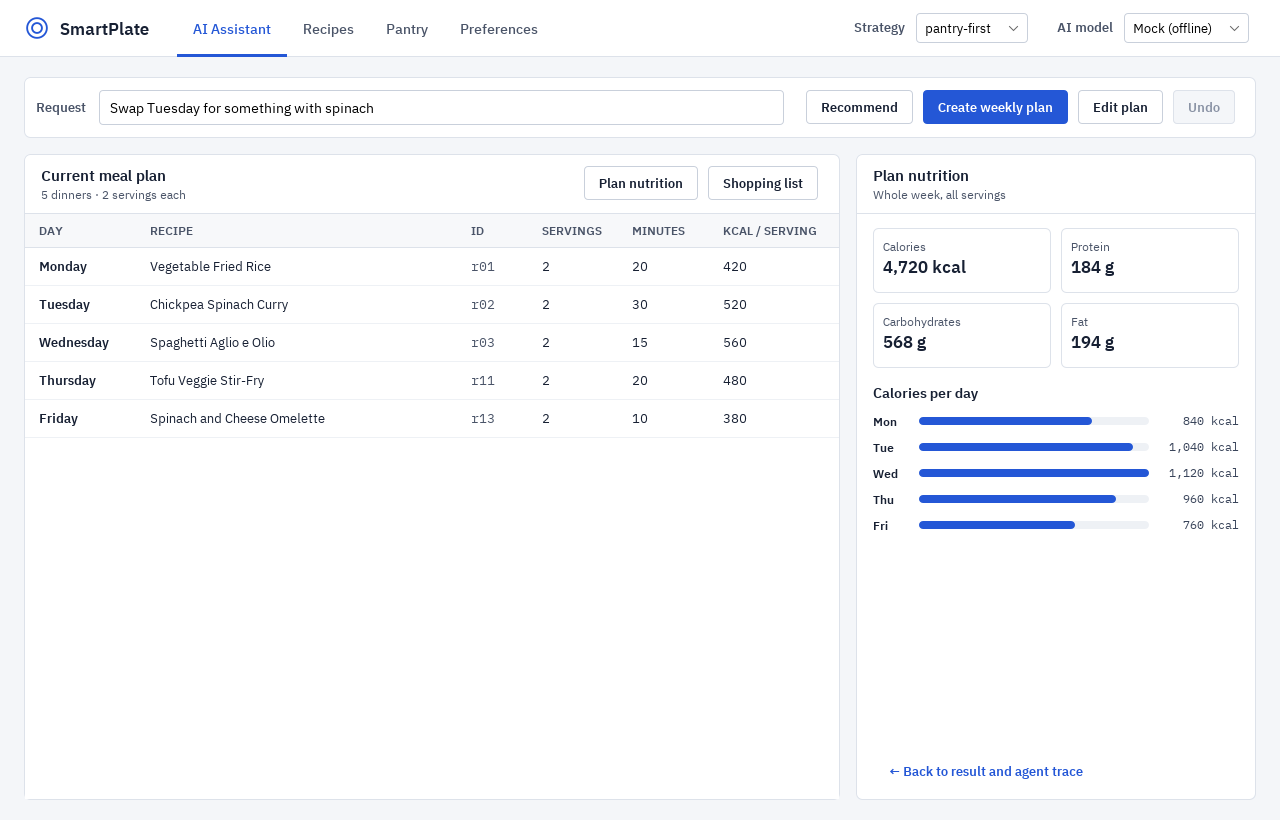 SmartPlate
AI Assistant
Recipes
Pantry
Preferences
Strategy
pantry-first
AI model
Mock (offline)
Request
Swap Tuesday for something with spinach
Recommend
Create weekly plan
Edit plan
Undo
Current meal plan
5 dinners · 2 servings each
Plan nutrition
Shopping list
DAY RECIPE ID SERVINGS MINUTES KCAL / SERVING
Monday Vegetable Fried Rice r01 2 20 420
Tuesday Chickpea Spinach Curry r02 2 30 520
Wednesday Spaghetti Aglio e Olio r03 2 15 560
Thursday Tofu Veggie Stir-Fry r11 2 20 480
Friday Spinach and Cheese Omelette r13 2 10 380
Plan nutrition
Whole week, all servings
Calories
4,720 kcal
Protein
184 g
Carbohydrates
568 g
Fat
194 g
Calories per day
Mon 840 kcal
Tue 1,040 kcal
Wed 1,120 kcal
Thu 960 kcal
Fri 760 kcal
← Back to result and agent trace